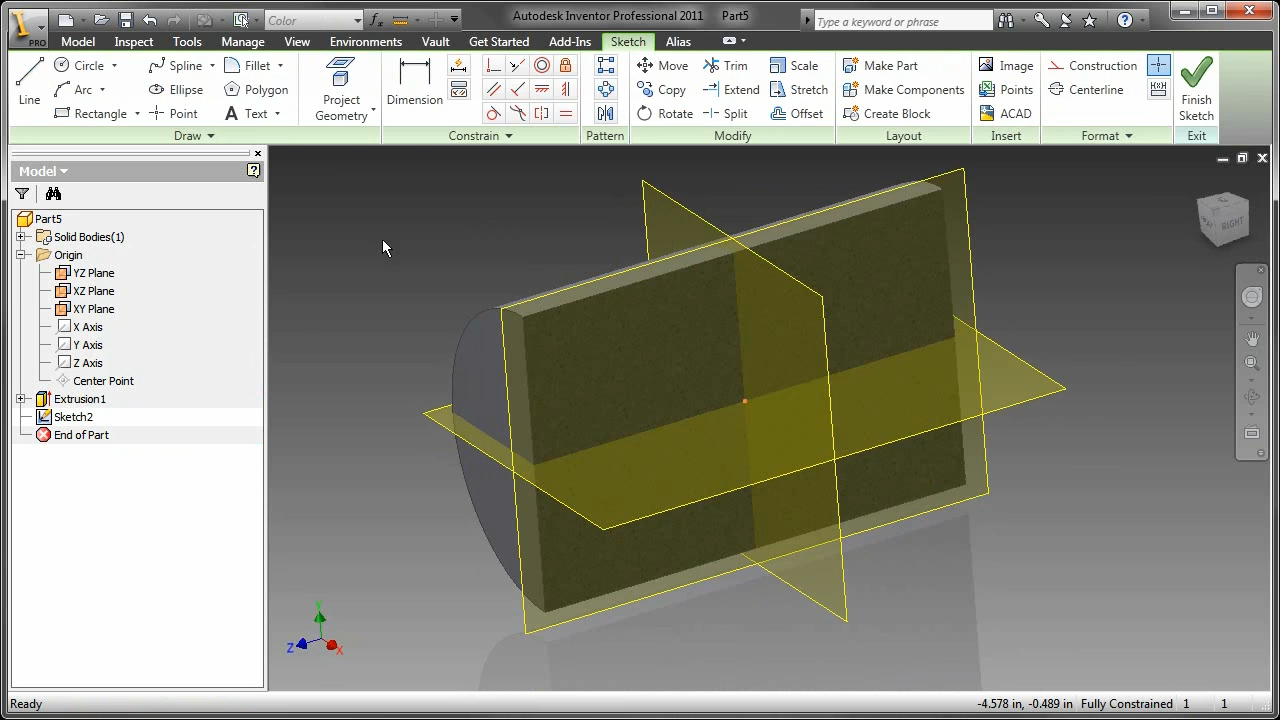 PRO
Color
fx
Autodesk Inventor Professional 2011 Part5
Type a keyword or phrase
Model Inspect Tools Manage View Environments Vault Get Started Add-Ins Sketch Alias
Line
Circle
Arc
Rectangle
Spline
Ellipse
Point
Fillet
Polygon
Text
Project
Geometry
Draw
Dimension
Constrain
Pattern
Move
Copy
Rotate
Trim
Extend
Split
Scale
Stretch
Offset
Modify
Make Part
Make Components
Create Block
Layout
Image
Points
ACAD
Insert
Construction
Centerline
Format
Finish
Sketch
Exit
Model
Part5
Solid Bodies(1)
Origin
YZ Plane
XZ Plane
XY Plane
X Axis
Y Axis
Z Axis
Center Point
Extrusion1
Sketch2
End of Part
RIGHT
Y
Z
X
Ready
-4.578 in, -0.489 in Fully Constrained 1 1